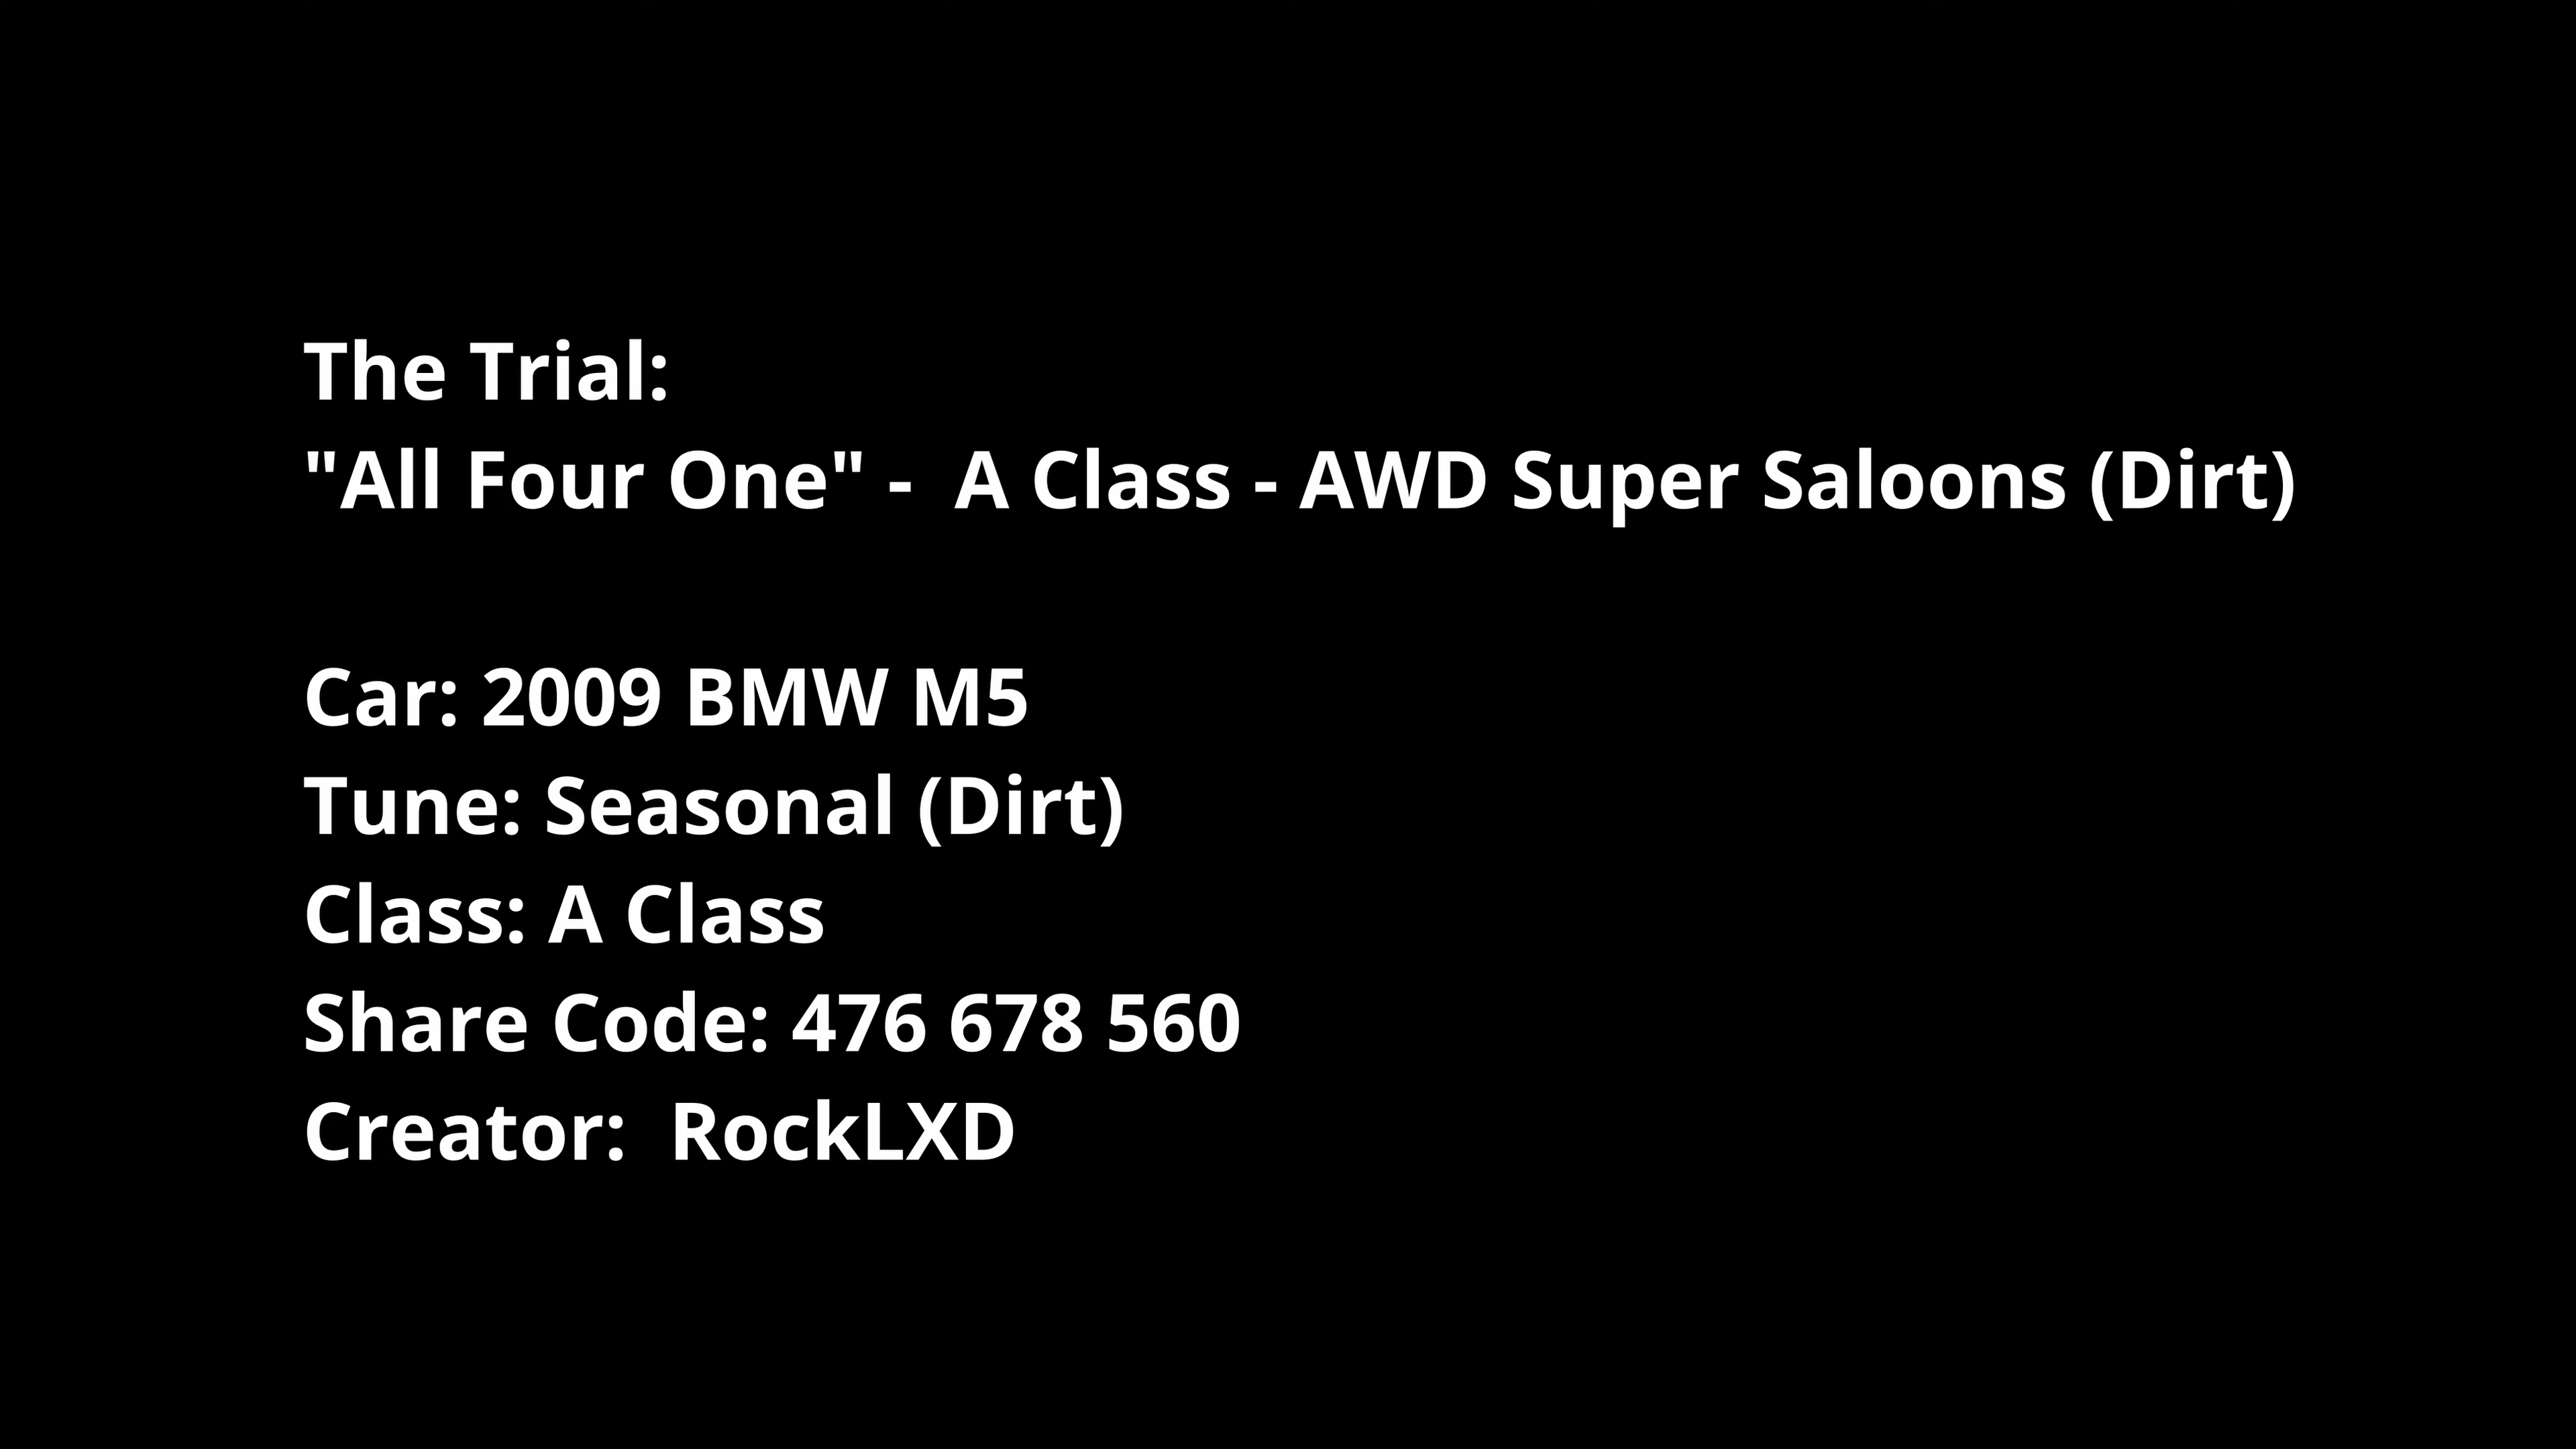 The Trial:
"All Four One" -  A Class - AWD Super Saloons (Dirt)
Car: 2009 BMW M5
Tune: Seasonal (Dirt)
Class: A Class
Share Code: 476 678 560
Creator:  RockLXD